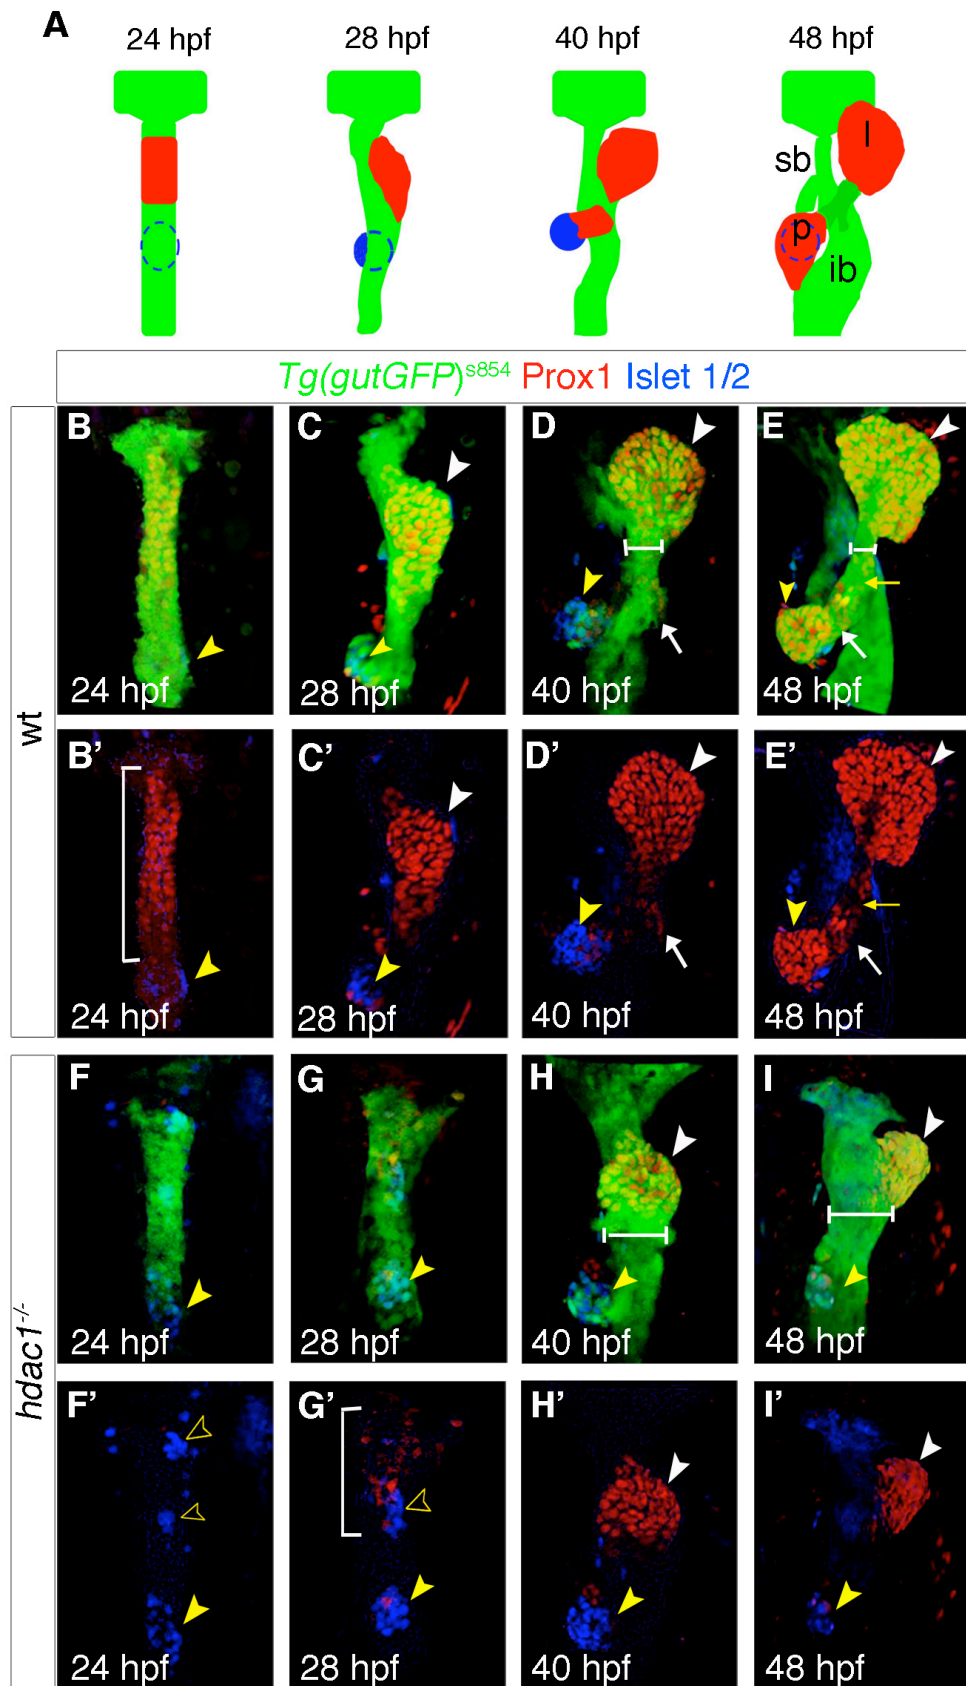 A
24 hpf 28 hpf 40 hpf 48 hpf
l
sb
p
ib
Tg(gutGFP)s854 Prox1 Islet 1/2
wt
B C D E
24 hpf 28 hpf 40 hpf 48 hpf
B’ C’ D’ E’
24 hpf 28 hpf 40 hpf 48 hpf
hdac1-/-
F G H I
24 hpf 28 hpf 40 hpf 48 hpf
F’ G’ H’ I’
24 hpf 28 hpf 40 hpf 48 hpf